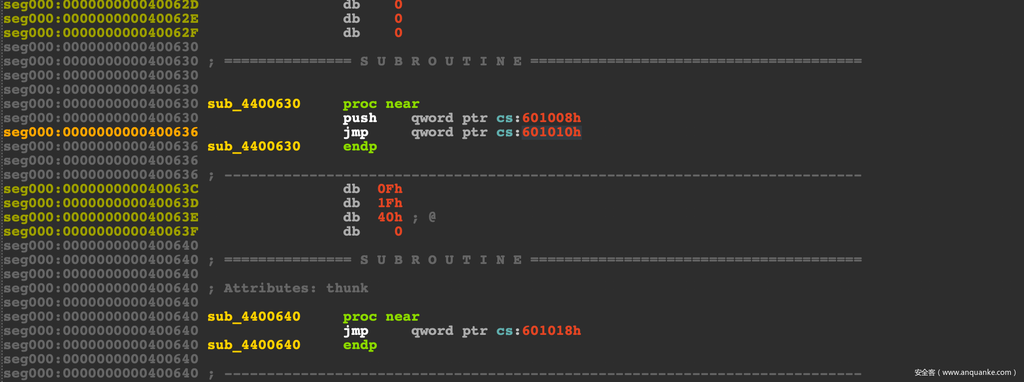 seg000:000000000040062D db 0
seg000:000000000040062E db 0
seg000:000000000040062F db 0
seg000:0000000000400630
seg000:0000000000400630 ; =============== S U B R O U T I N E =======================================
seg000:0000000000400630
seg000:0000000000400630
seg000:0000000000400630 sub_4400630 proc near
seg000:0000000000400630 push qword ptr cs:601008h
seg000:0000000000400636 jmp qword ptr cs:601010h
seg000:0000000000400636 sub_4400630 endp
seg000:0000000000400636
seg000:0000000000400636 ; ---------------------------------------------------------------------------
seg000:000000000040063C db 0Fh
seg000:000000000040063D db 1Fh
seg000:000000000040063E db 40h ; @
seg000:000000000040063F db 0
seg000:0000000000400640
seg000:0000000000400640 ; =============== S U B R O U T I N E =======================================
seg000:0000000000400640
seg000:0000000000400640 ; Attributes: thunk
seg000:0000000000400640
seg000:0000000000400640 sub_4400640 proc near
seg000:0000000000400640 jmp qword ptr cs:601018h
seg000:0000000000400640 sub_4400640 endp
seg000:0000000000400640
seg000:0000000000400640 ; ---------------------------------------------------------------------------
安全客（www.anquanke.com）